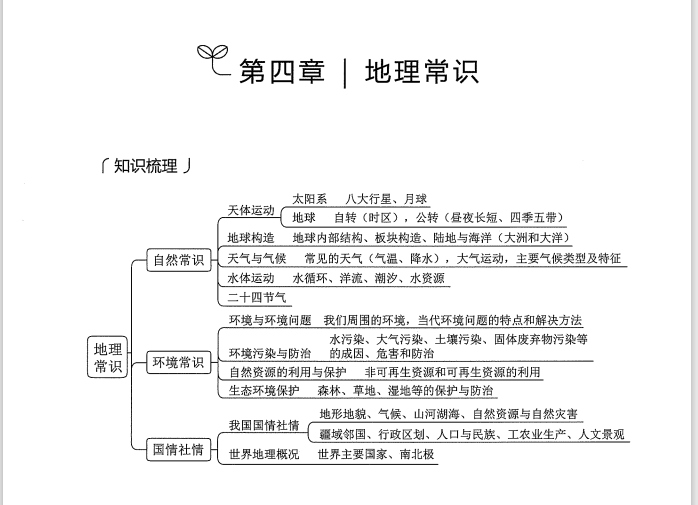 第四章 | 地理常识
知识梳理
地理
常识
自然常识
天体运动
太阳系 八大行星、月球
地球 自转（时区），公转（昼夜长短、四季五带）
地球构造 地球内部结构、板块构造、陆地与海洋（大洲和大洋）
天气与气候 常见的天气（气温、降水），大气运动，主要气候类型及特征
水体运动 水循环、洋流、潮汐、水资源
二十四节气
环境常识
环境与环境问题 我们周围的环境，当代环境问题的特点和解决方法
环境污染与防治 水污染、大气污染、土壤污染、固体废弃物污染等
的成因、危害和防治
自然资源的利用与保护 非可再生资源和可再生资源的利用
生态环境保护 森林、草地、湿地等的保护与防治
国情社情
我国国情社情
地形地貌、气候、山河湖海、自然资源与自然灾害
疆域邻国、行政区划、人口与民族、工农业生产、人文景观
世界地理概况 世界主要国家、南北极